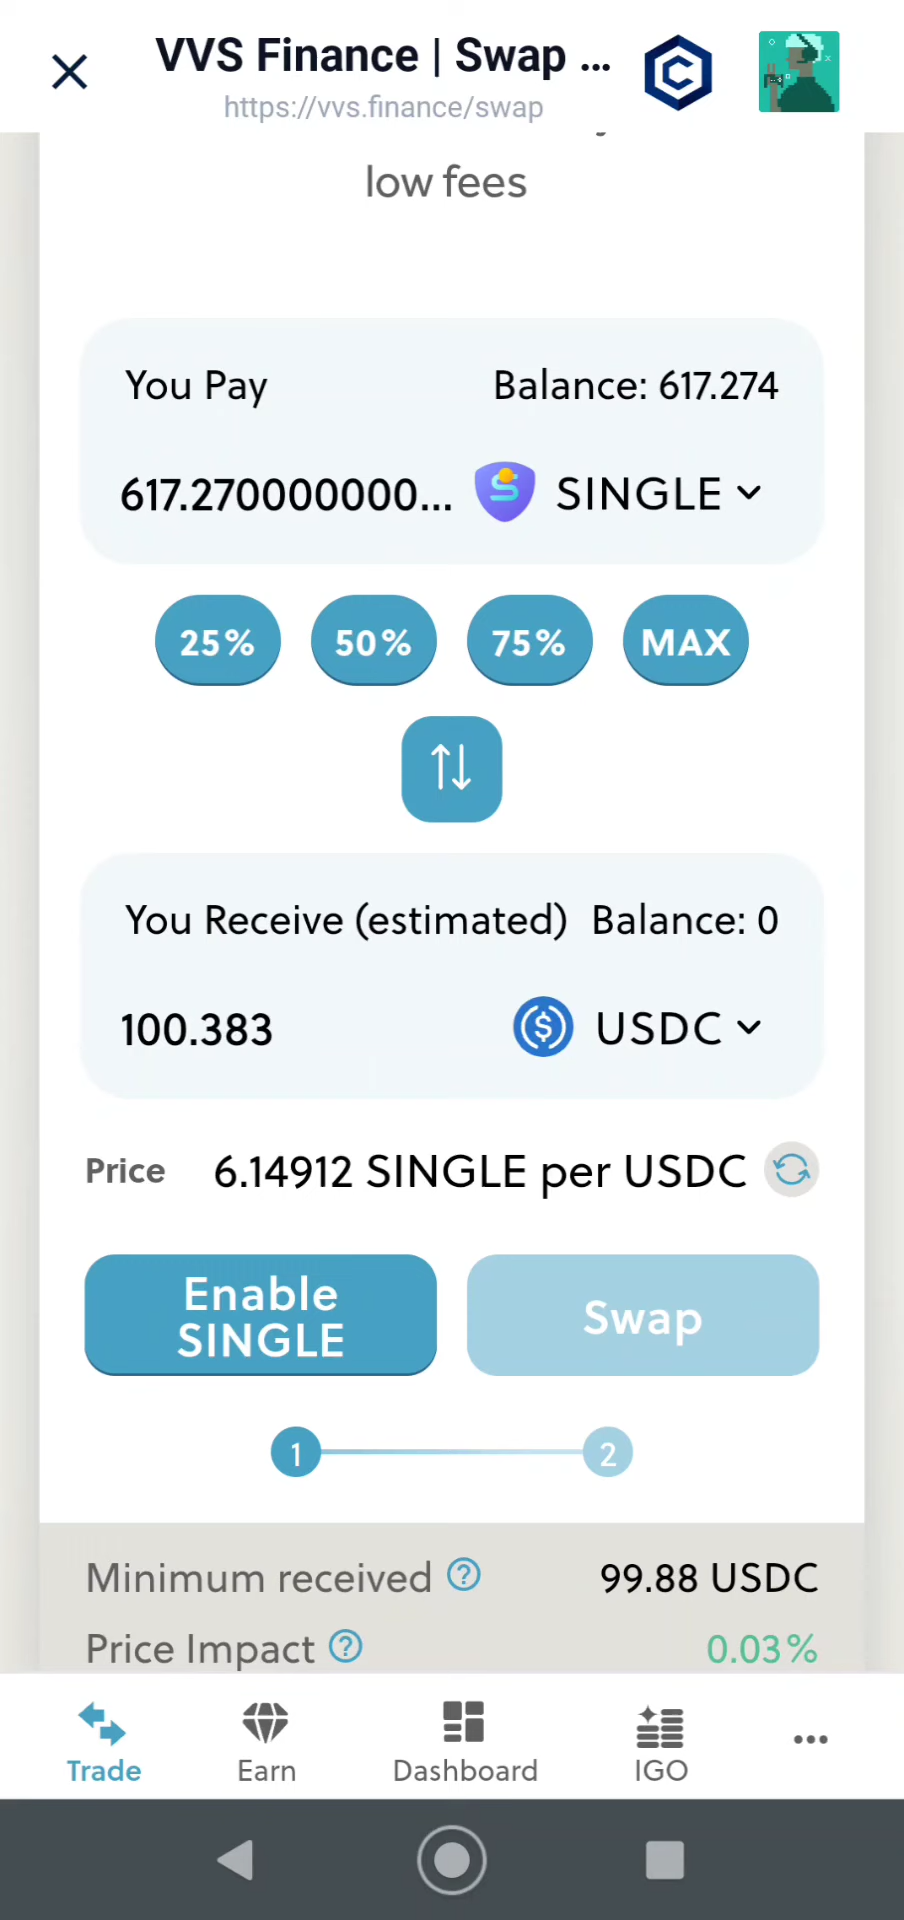 VVS Finance | Swap ...
https://vvs.finance/swap
low fees
You Pay
Balance: 617.274
617.270000000...
SINGLE
25%
50%
75%
MAX
You Receive (estimated)
Balance: 0
100.383
USDC
Price
6.14912 SINGLE per USDC
Enable
SINGLE
Swap
1
2
Minimum received
99.88 USDC
Price Impact
0.03%
Trade
Earn
Dashboard
IGO